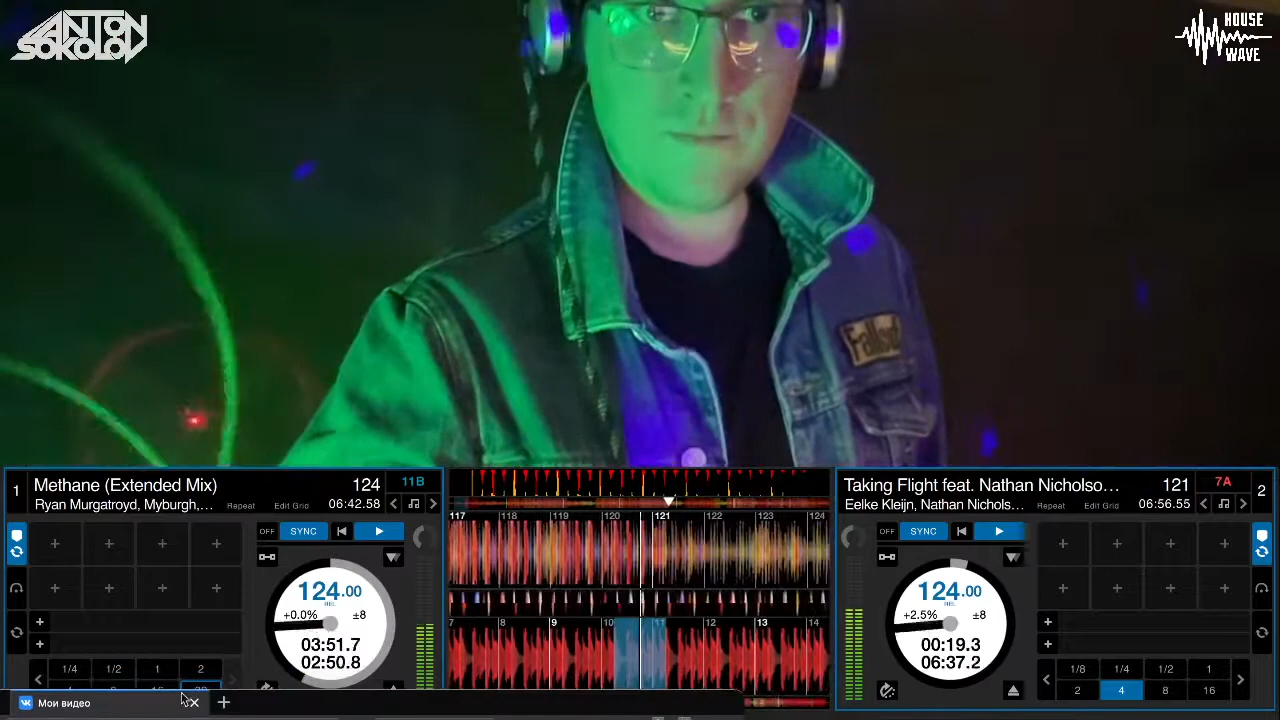 ANTON
SOKOLOV
HOUSE
WAVE
Fallout
1
Methane (Extended Mix)
124
11B
Ryan Murgatroyd, Myburgh,...
Repeat
Edit Grid
06:42.58
OFF
SYNC
124.00
REL
+0.0%
±8
03:51.7
02:50.8
1/4
1/2
1
2
117
118
119
120
121
122
123
124
7
8
9
10
11
12
13
14
Taking Flight feat. Nathan Nicholso...
121
7A
2
Eelke Kleijn, Nathan Nichols...
Repeat
Edit Grid
06:56.55
OFF
SYNC
124.00
REL
+2.5%
±8
00:19.3
06:37.2
1/8
1/4
1/2
1
2
4
8
16
Мои видео